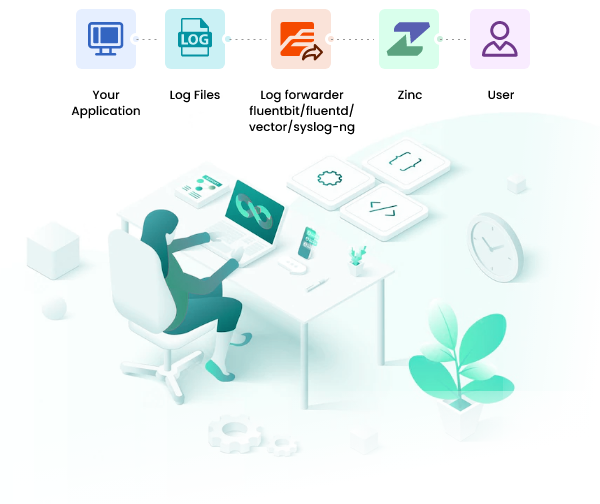 LOG
Your
Application
Log Files
Log forwarder
fluentbit/fluentd/
vector/syslog-ng
Zinc
User
{...}
</>